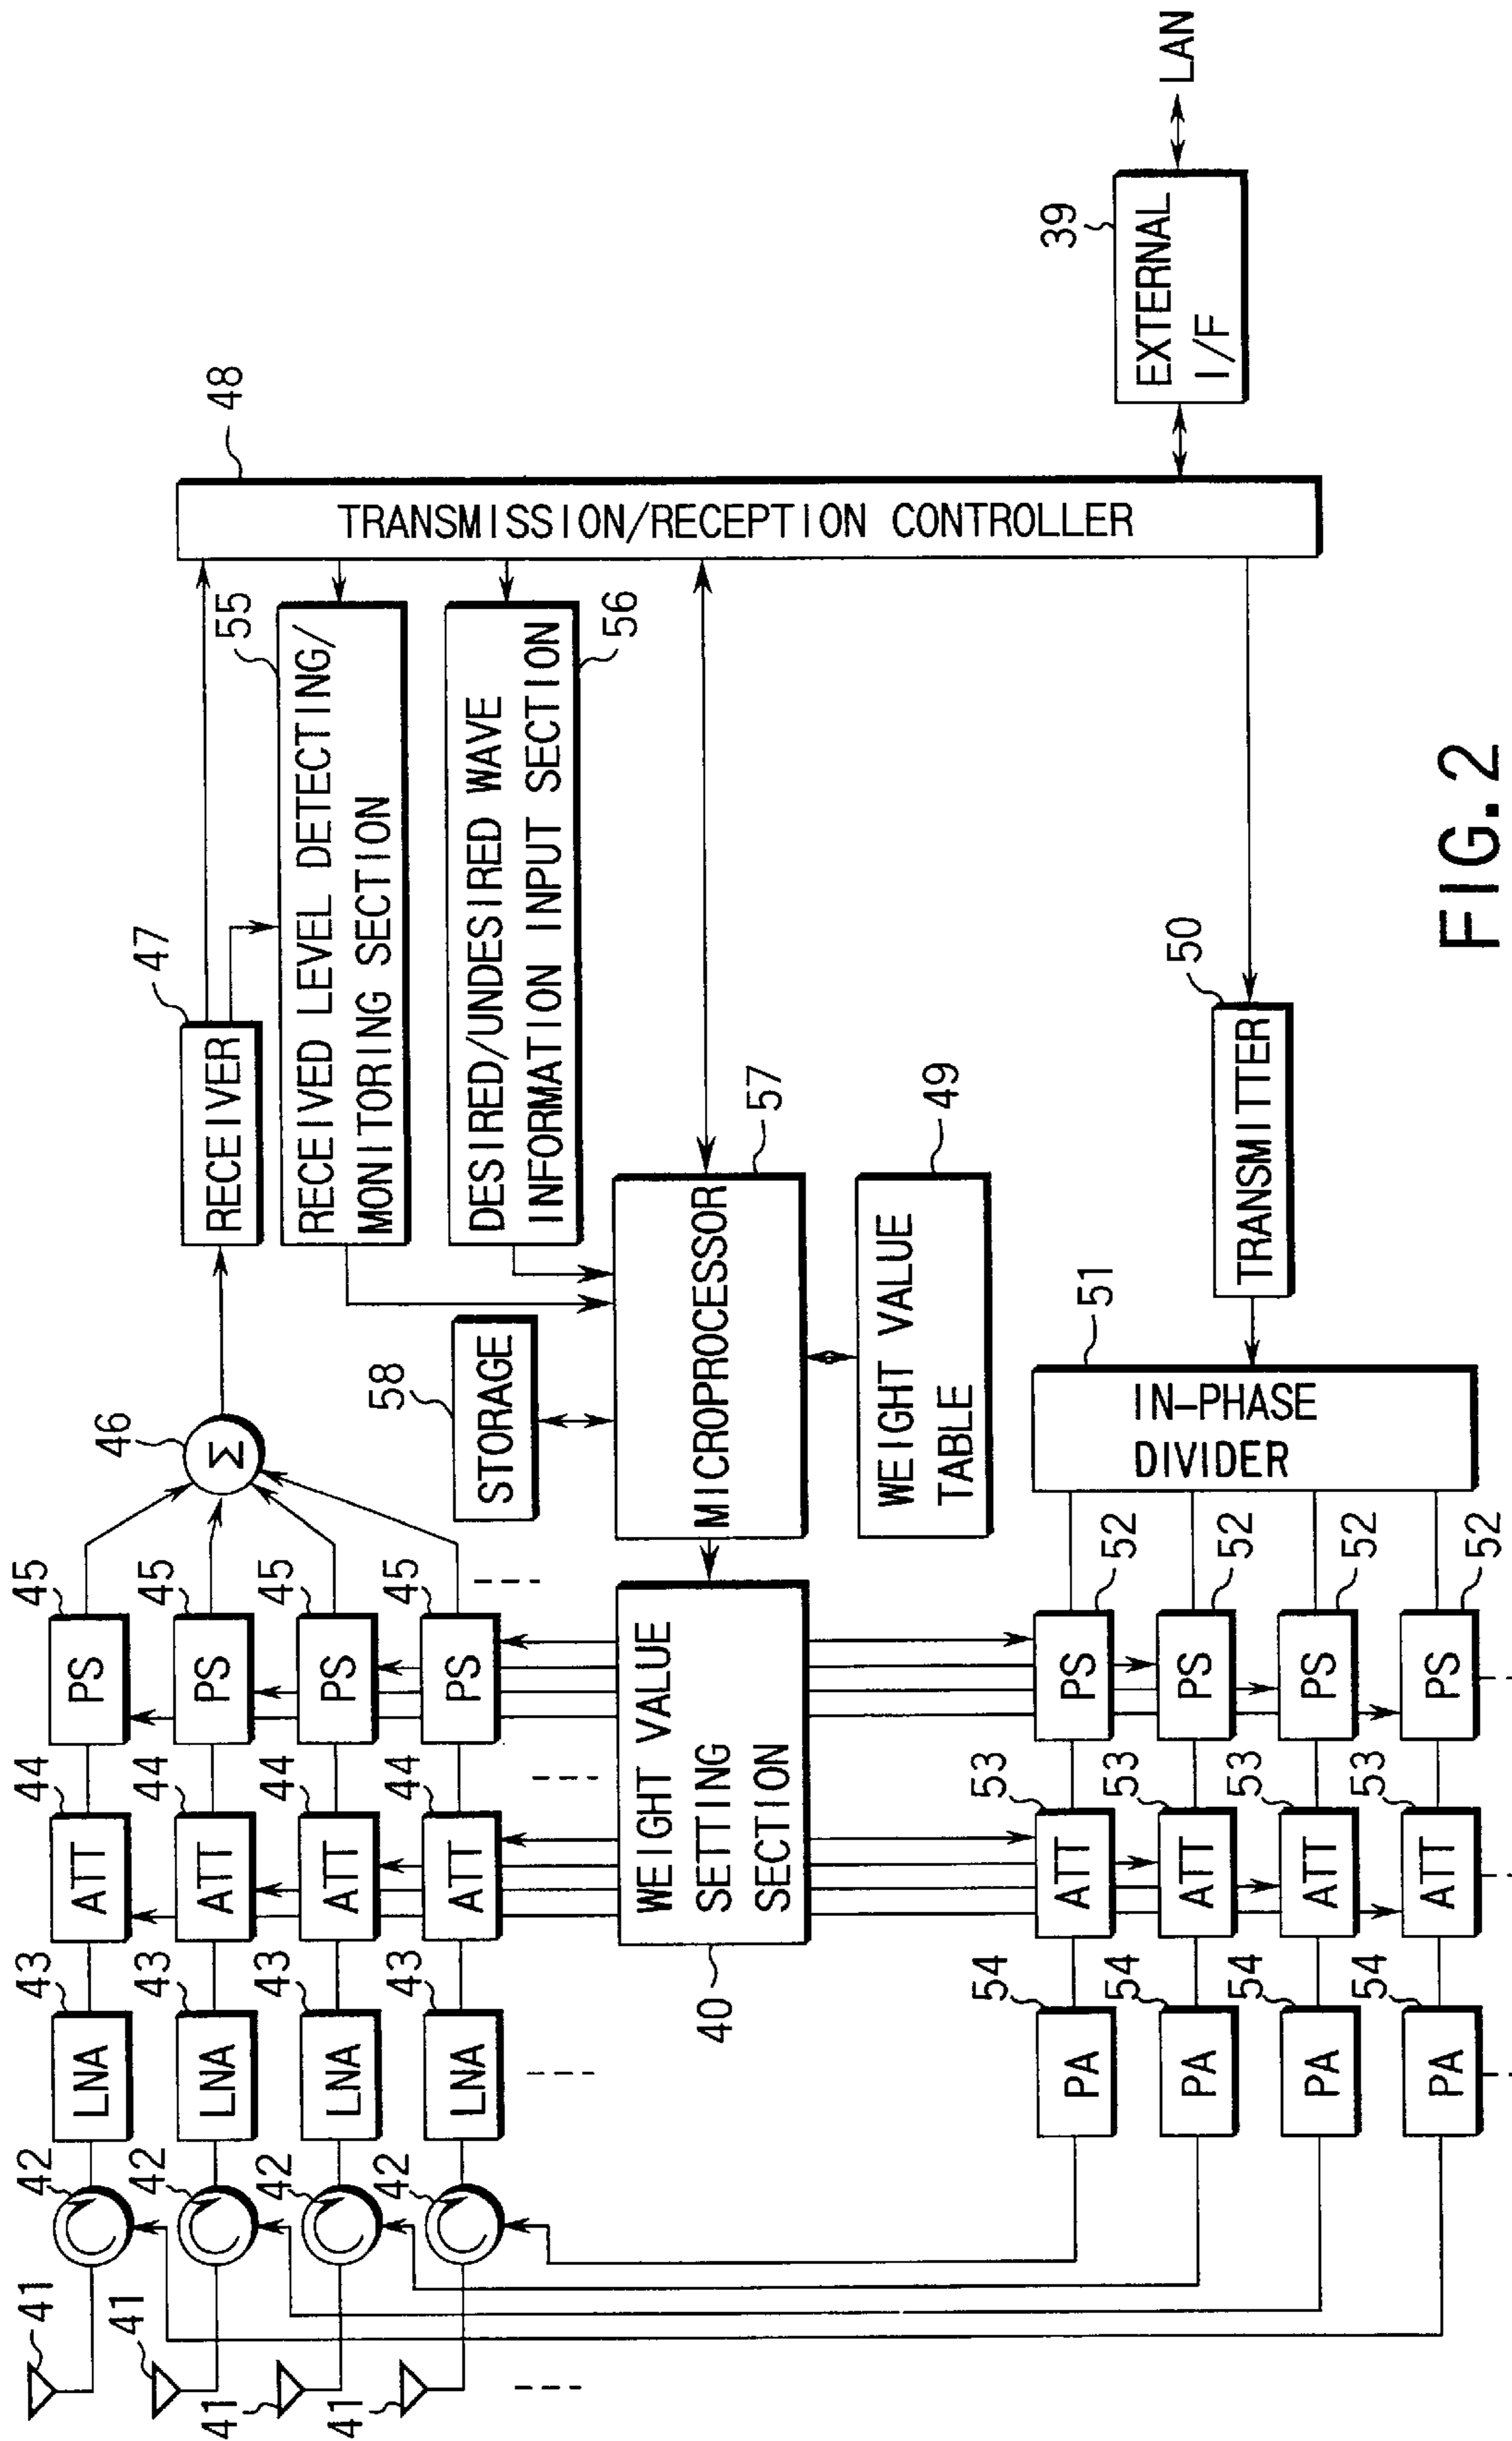 41
41
41
41
42
42
42
42
LNA
43
LNA
43
LNA
43
LNA
43
ATT
44
ATT
44
ATT
44
ATT
44
PS
45
PS
45
PS
45
PS
45
Σ
46
RECEIVER
47
RECEIVED LEVEL DETECTING/
MONITORING SECTION
55
DESIRED/UNDESIRED WAVE
INFORMATION INPUT SECTION
56
TRANSMISSION/RECEPTION CONTROLLER
48
STORAGE
58
MICROPROCESSOR
57
WEIGHT VALUE
TABLE
49
WEIGHT VALUE
SETTING
SECTION
40
EXTERNAL
I/F
39
LAN
TRANSMITTER
50
IN-PHASE
DIVIDER
51
PS
52
PS
52
PS
52
PS
52
ATT
53
ATT
53
ATT
53
ATT
53
PA
54
PA
54
PA
54
PA
54
FIG. 2